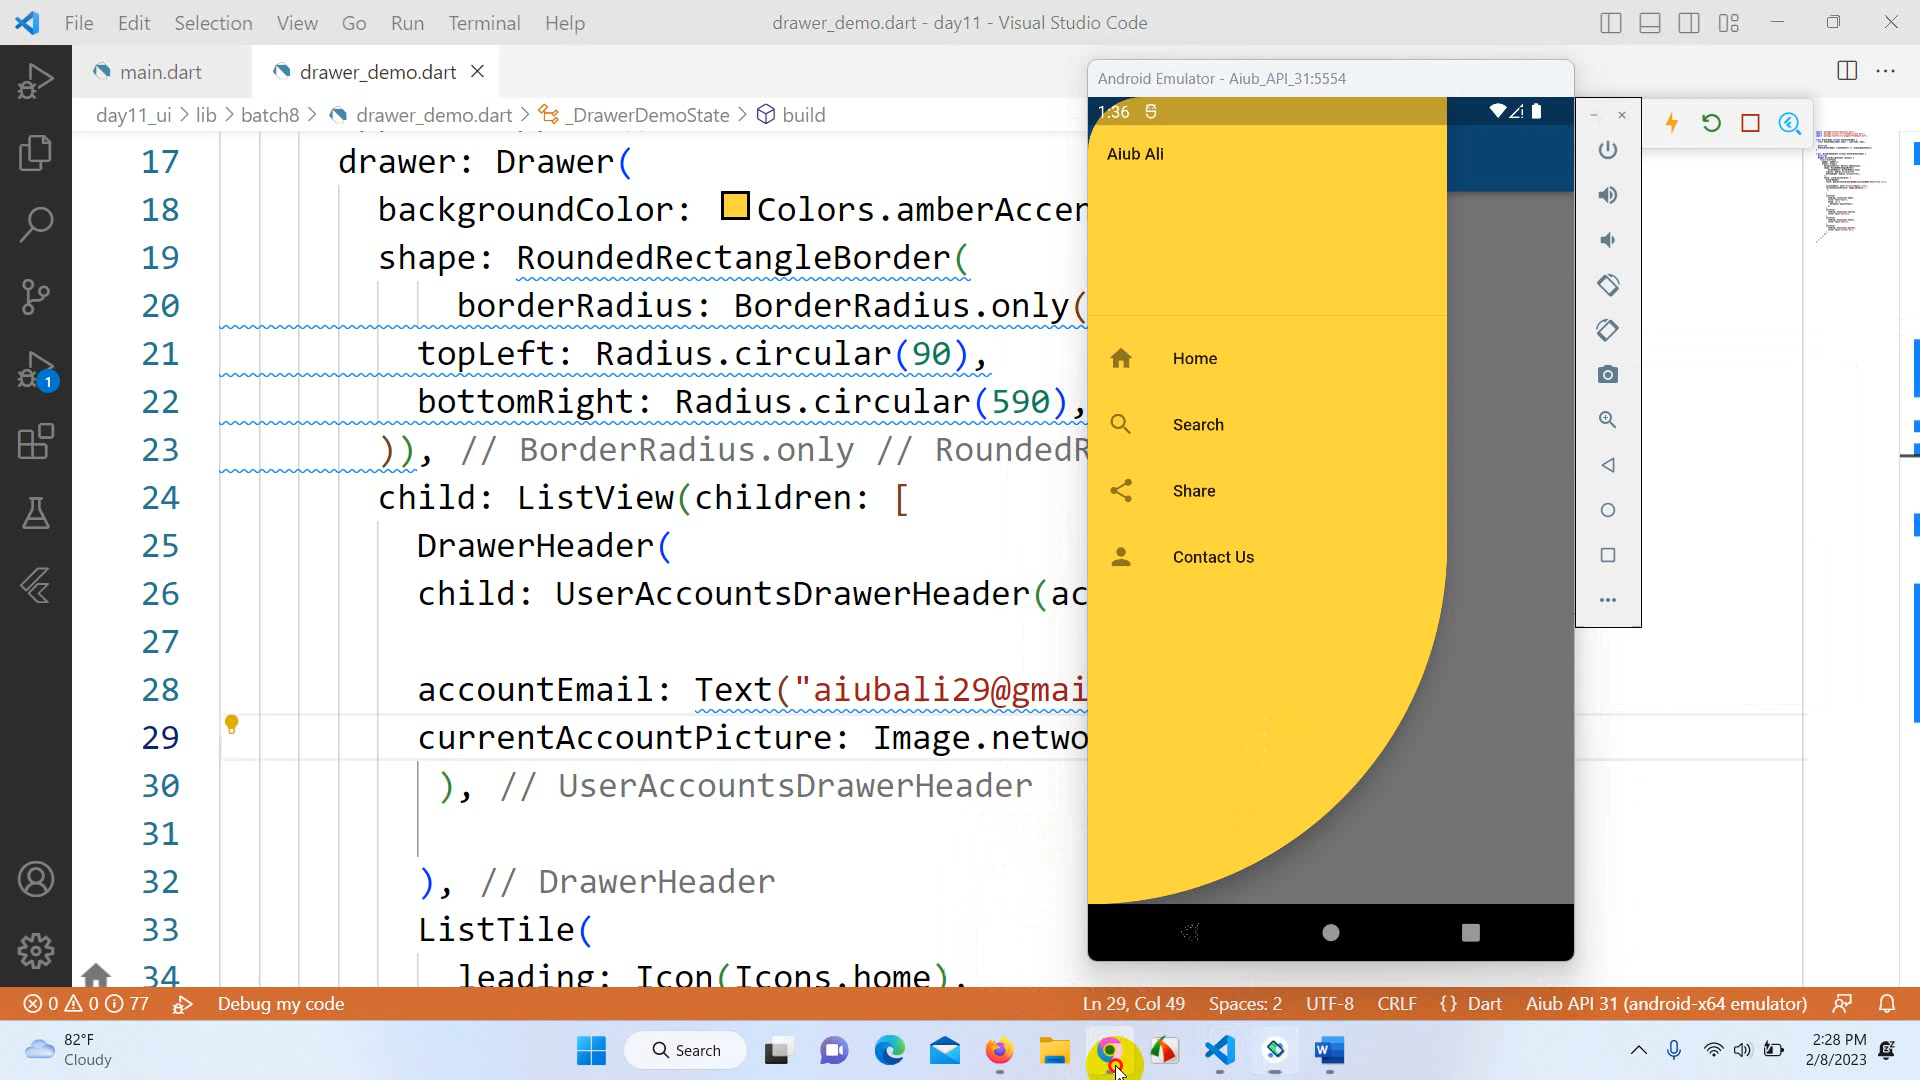 File Edit Selection View Go Run Terminal Help
drawer_demo.dart - day11 - Visual Studio Code
main.dart
drawer_demo.dart
day11_ui > lib > batch8 > drawer_demo.dart > _DrawerDemoState > build
17 drawer: Drawer(
18 backgroundColor: Colors.amberAccen
19 shape: RoundedRectangleBorder(
20 borderRadius: BorderRadius.only(
21 topLeft: Radius.circular(90),
22 bottomRight: Radius.circular(590),
23 )), // BorderRadius.only // RoundedR
24 child: ListView(children: [
25 DrawerHeader(
26 child: UserAccountsDrawerHeader(ac
27
28 accountEmail: Text("aiubali29@gmai
29 currentAccountPicture: Image.netwo
30 ), // UserAccountsDrawerHeader
31
32 ), // DrawerHeader
33 ListTile(
34 leading: Icon(Icons.home),
Android Emulator - Aiub_API_31:5554
1:36
Aiub Ali
Home
Search
Share
Contact Us
1
0 0 77 Debug my code
Ln 29, Col 49 Spaces: 2 UTF-8 CRLF {} Dart Aiub API 31 (android-x64 emulator)
82°F
Cloudy
Search
2:28 PM
2/8/2023